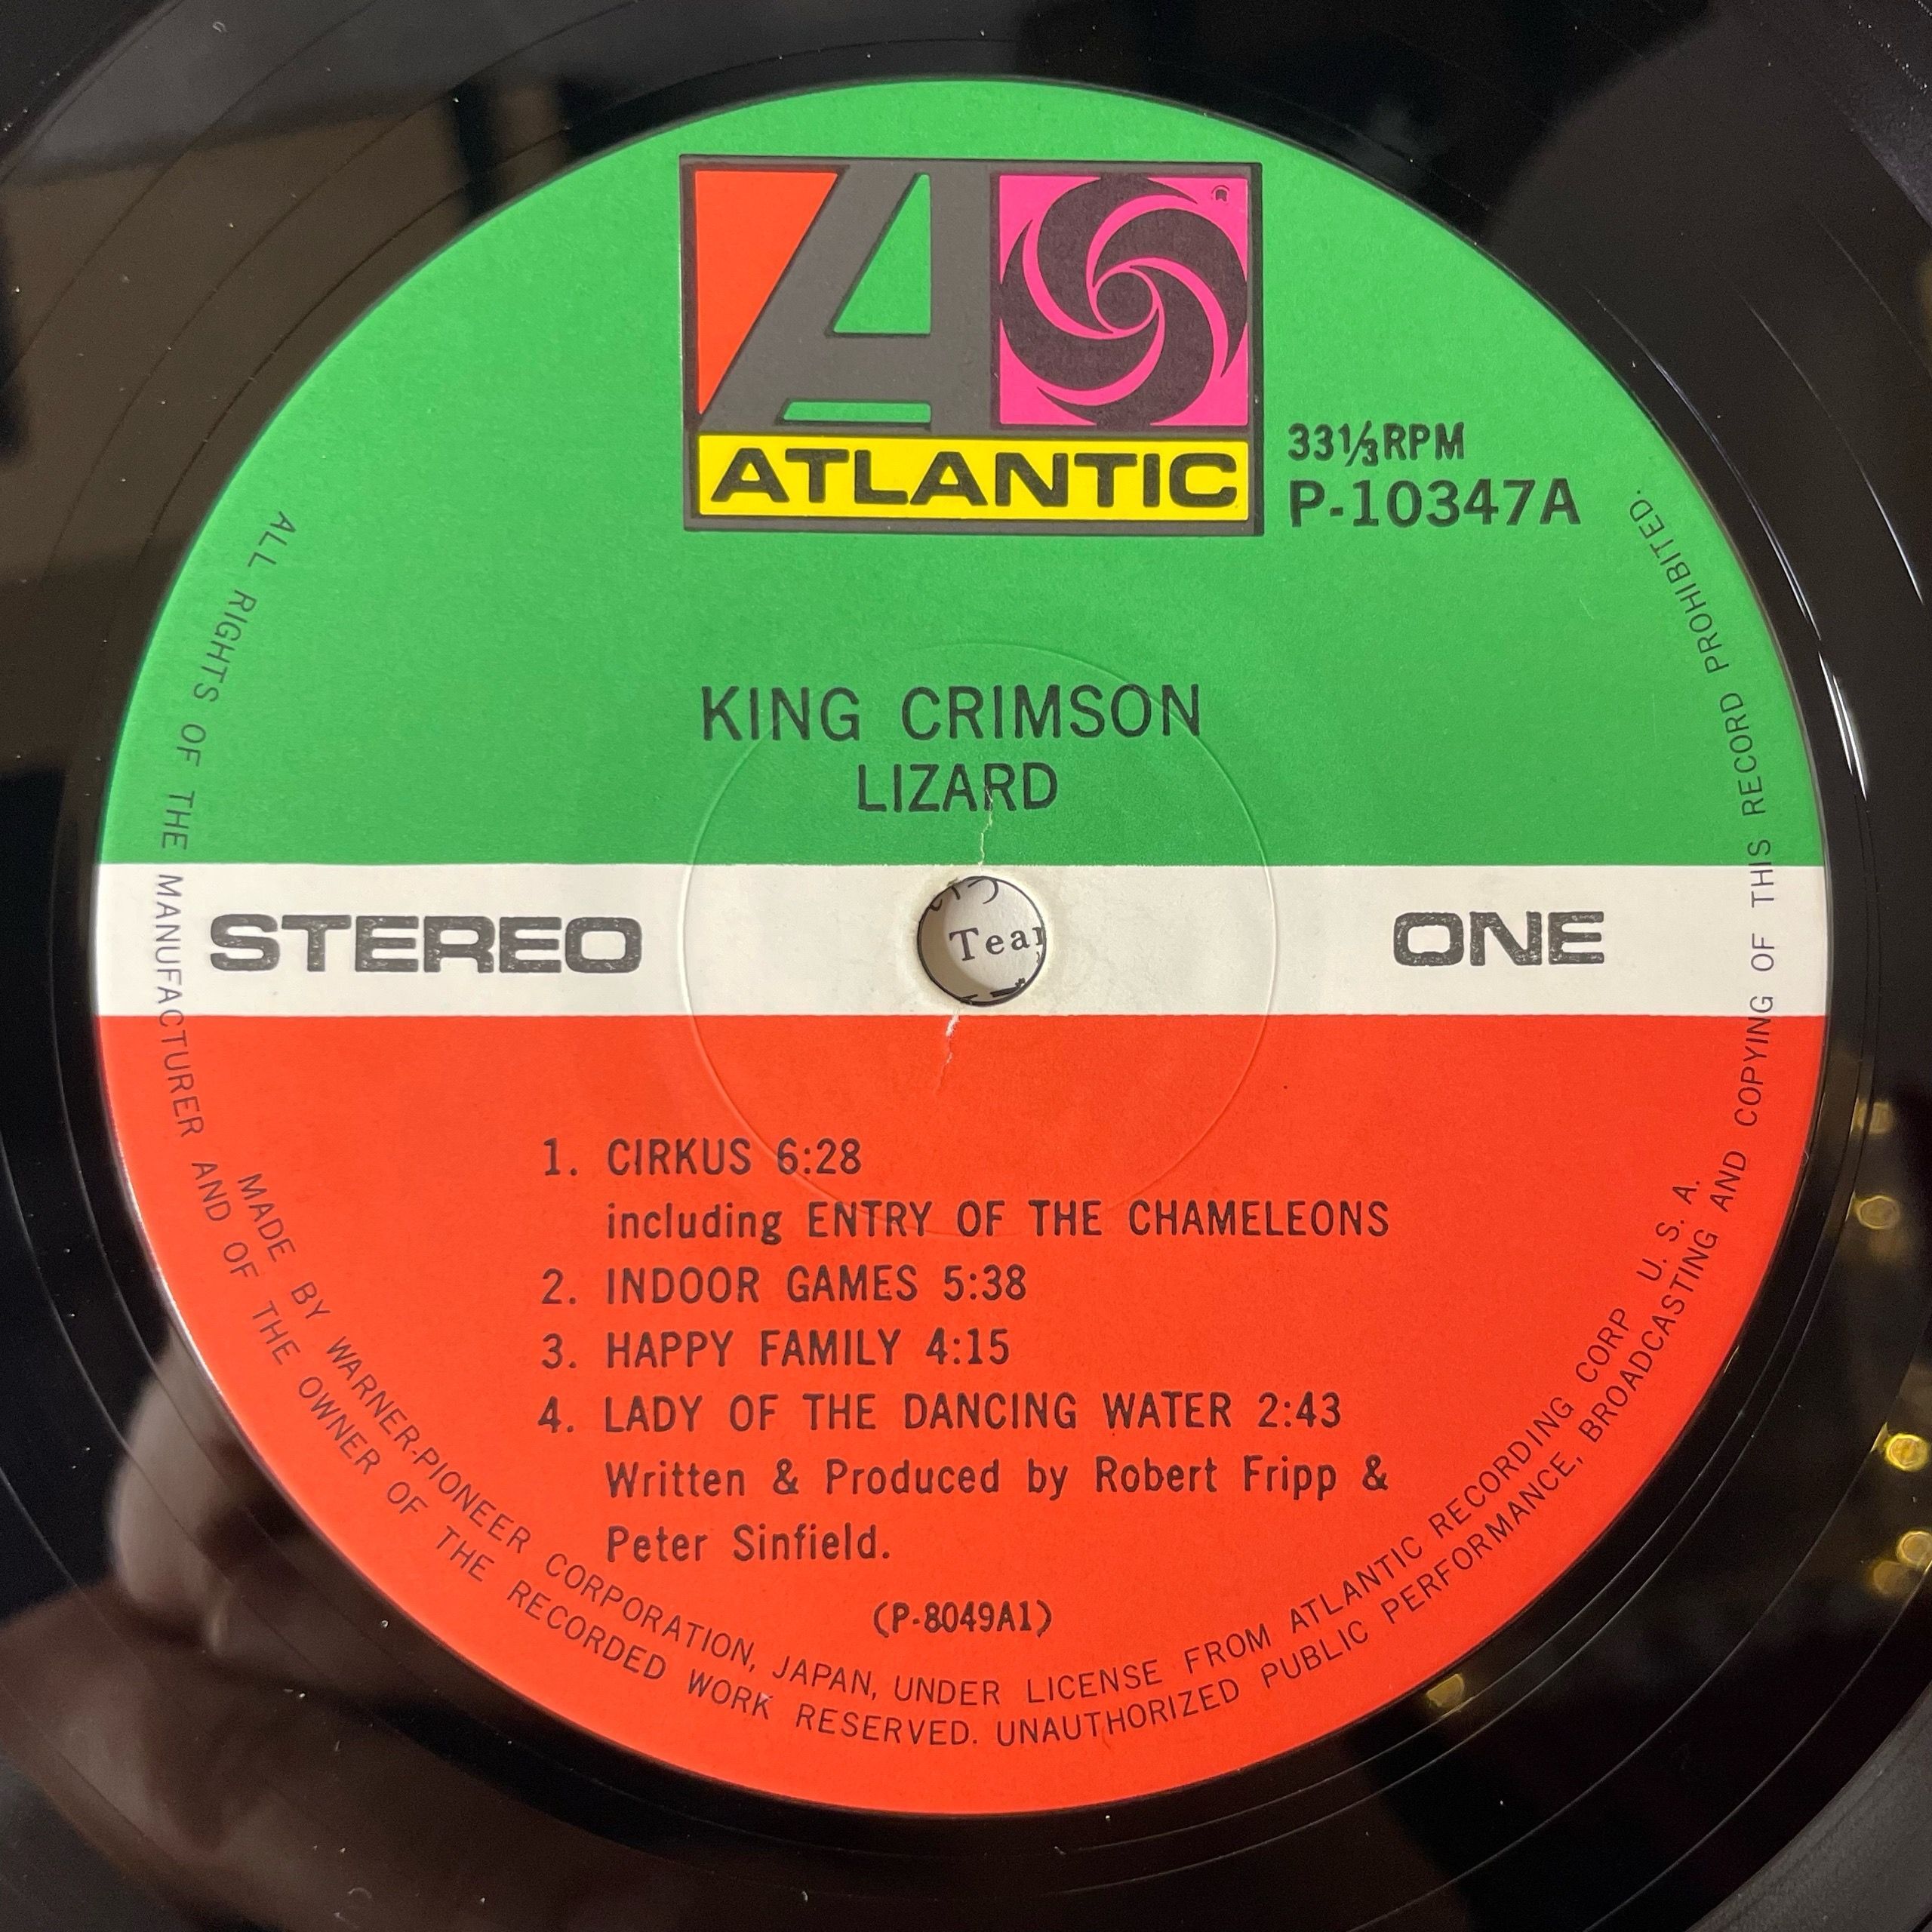 ATLANTIC
33⅓RPM
P-10347A
KING CRIMSON
LIZARD
STEREO
ONE
1. CIRKUS 6:28
including ENTRY OF THE CHAMELEONS
2. INDOOR GAMES 5:38
3. HAPPY FAMILY 4:15
4. LADY OF THE DANCING WATER 2:43
Written & Produced by Robert Fripp &
Peter Sinfield.
(P-8049A1)
MADE BY WARNER-PIONEER CORPORATION, JAPAN, UNDER LICENSE FROM ATLANTIC RECORDING CORP U. S. A.
ALL RIGHTS OF THE MANUFACTURER AND OF THE OWNER OF THE RECORDED WORK RESERVED. UNAUTHORIZED PUBLIC PERFORMANCE, BROADCASTING AND COPYING OF THIS RECORD PROHIBITED.